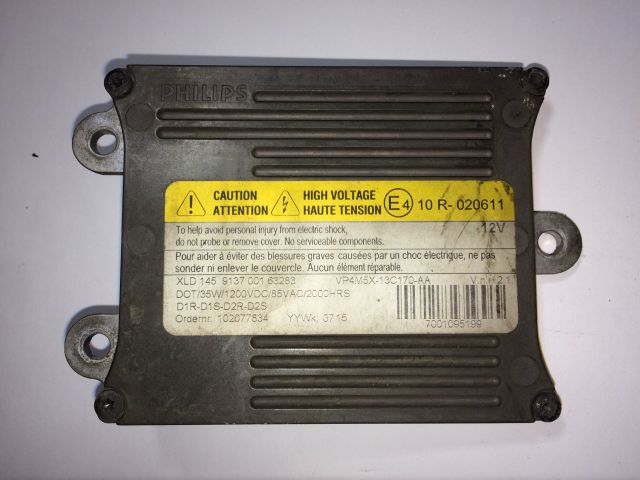 PHILIPS
CAUTION HIGH VOLTAGE
ATTENTION HAUTE TENSION E4 10 R- 020611
To help avoid personal injury from electric shock, 12V
do not probe or remove cover. No serviceable components.
Pour aider à éviter des blessures graves causées par un choc électrique, ne pas
sonder ni enlever le couvercle. Aucun élément réparable.
XLD 145 9137 001 63283 VP4M5X-13C170-AA V.n.r. 2.1
DOT/35W/1200VDC/85VAC/2000HRS
D1R-D1S-D2R-D2S
Ordernr: 102077834 YYWk: 3715 7001095199